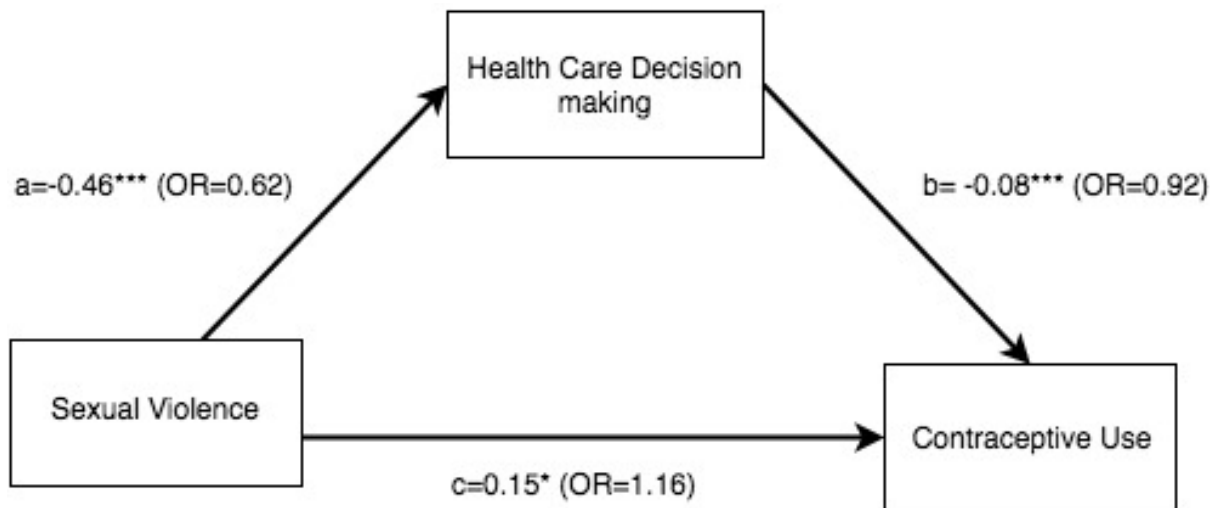 Health Care Decision
making
a=-0.46*** (OR=0.62)
b= -0.08*** (OR=0.92)
Sexual Violence
Contraceptive Use
c=0.15* (OR=1.16)